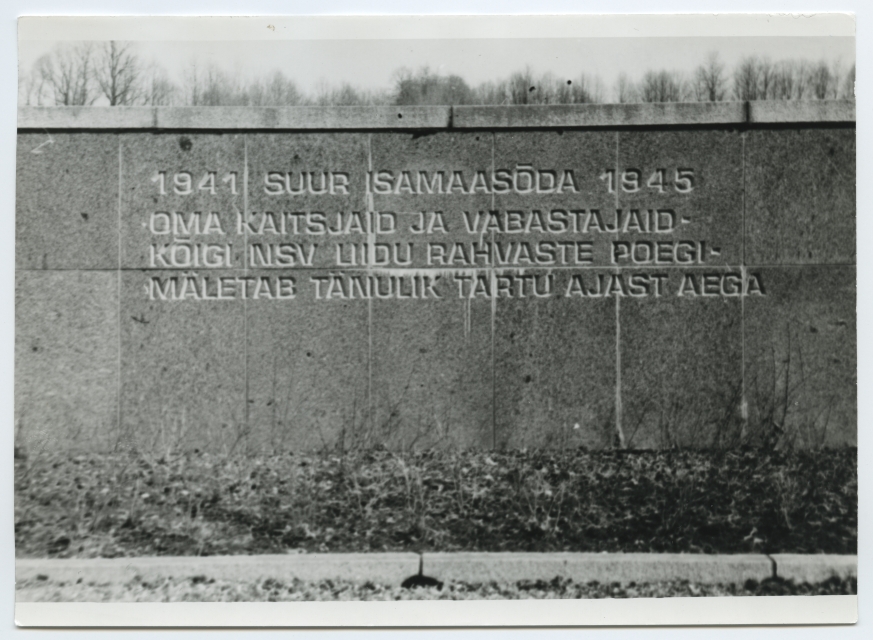 1941 SUUR ISAMAASÕDA 1945
OMA KAITSJAID JA VABASTAJAID-
KÕIGI NSV LIIDU RAHVASTE POEGI-
MÄLETAB TÄNULIK TARTU AJAST AEGA